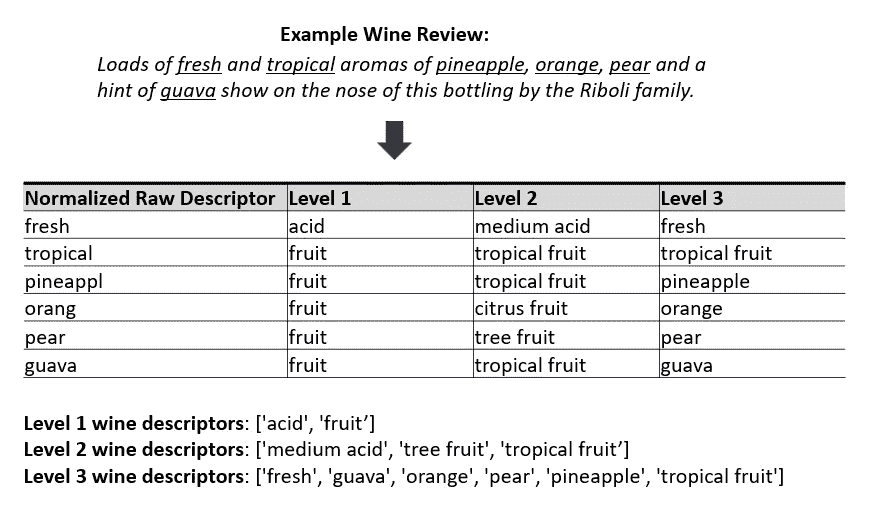 Example Wine Review:
Loads of fresh and tropical aromas of pineapple, orange, pear and a
hint of guava show on the nose of this bottling by the Riboli family.
Normalized Raw Descriptor Level 1 Level 2 Level 3
fresh acid medium acid fresh
tropical fruit tropical fruit tropical fruit
pineappl fruit tropical fruit pineapple
orang fruit citrus fruit orange
pear fruit tree fruit pear
guava fruit tropical fruit guava
Level 1 wine descriptors: ['acid', 'fruit’]
Level 2 wine descriptors: ['medium acid', 'tree fruit', 'tropical fruit’]
Level 3 wine descriptors: ['fresh', 'guava', 'orange', 'pear', 'pineapple', 'tropical fruit']